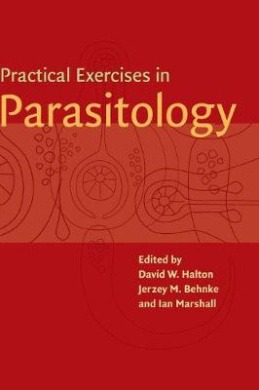 Practical Exercises in
Parasitology
Edited by
David W. Halton
Jerzey M. Behnke
and Ian Marshall